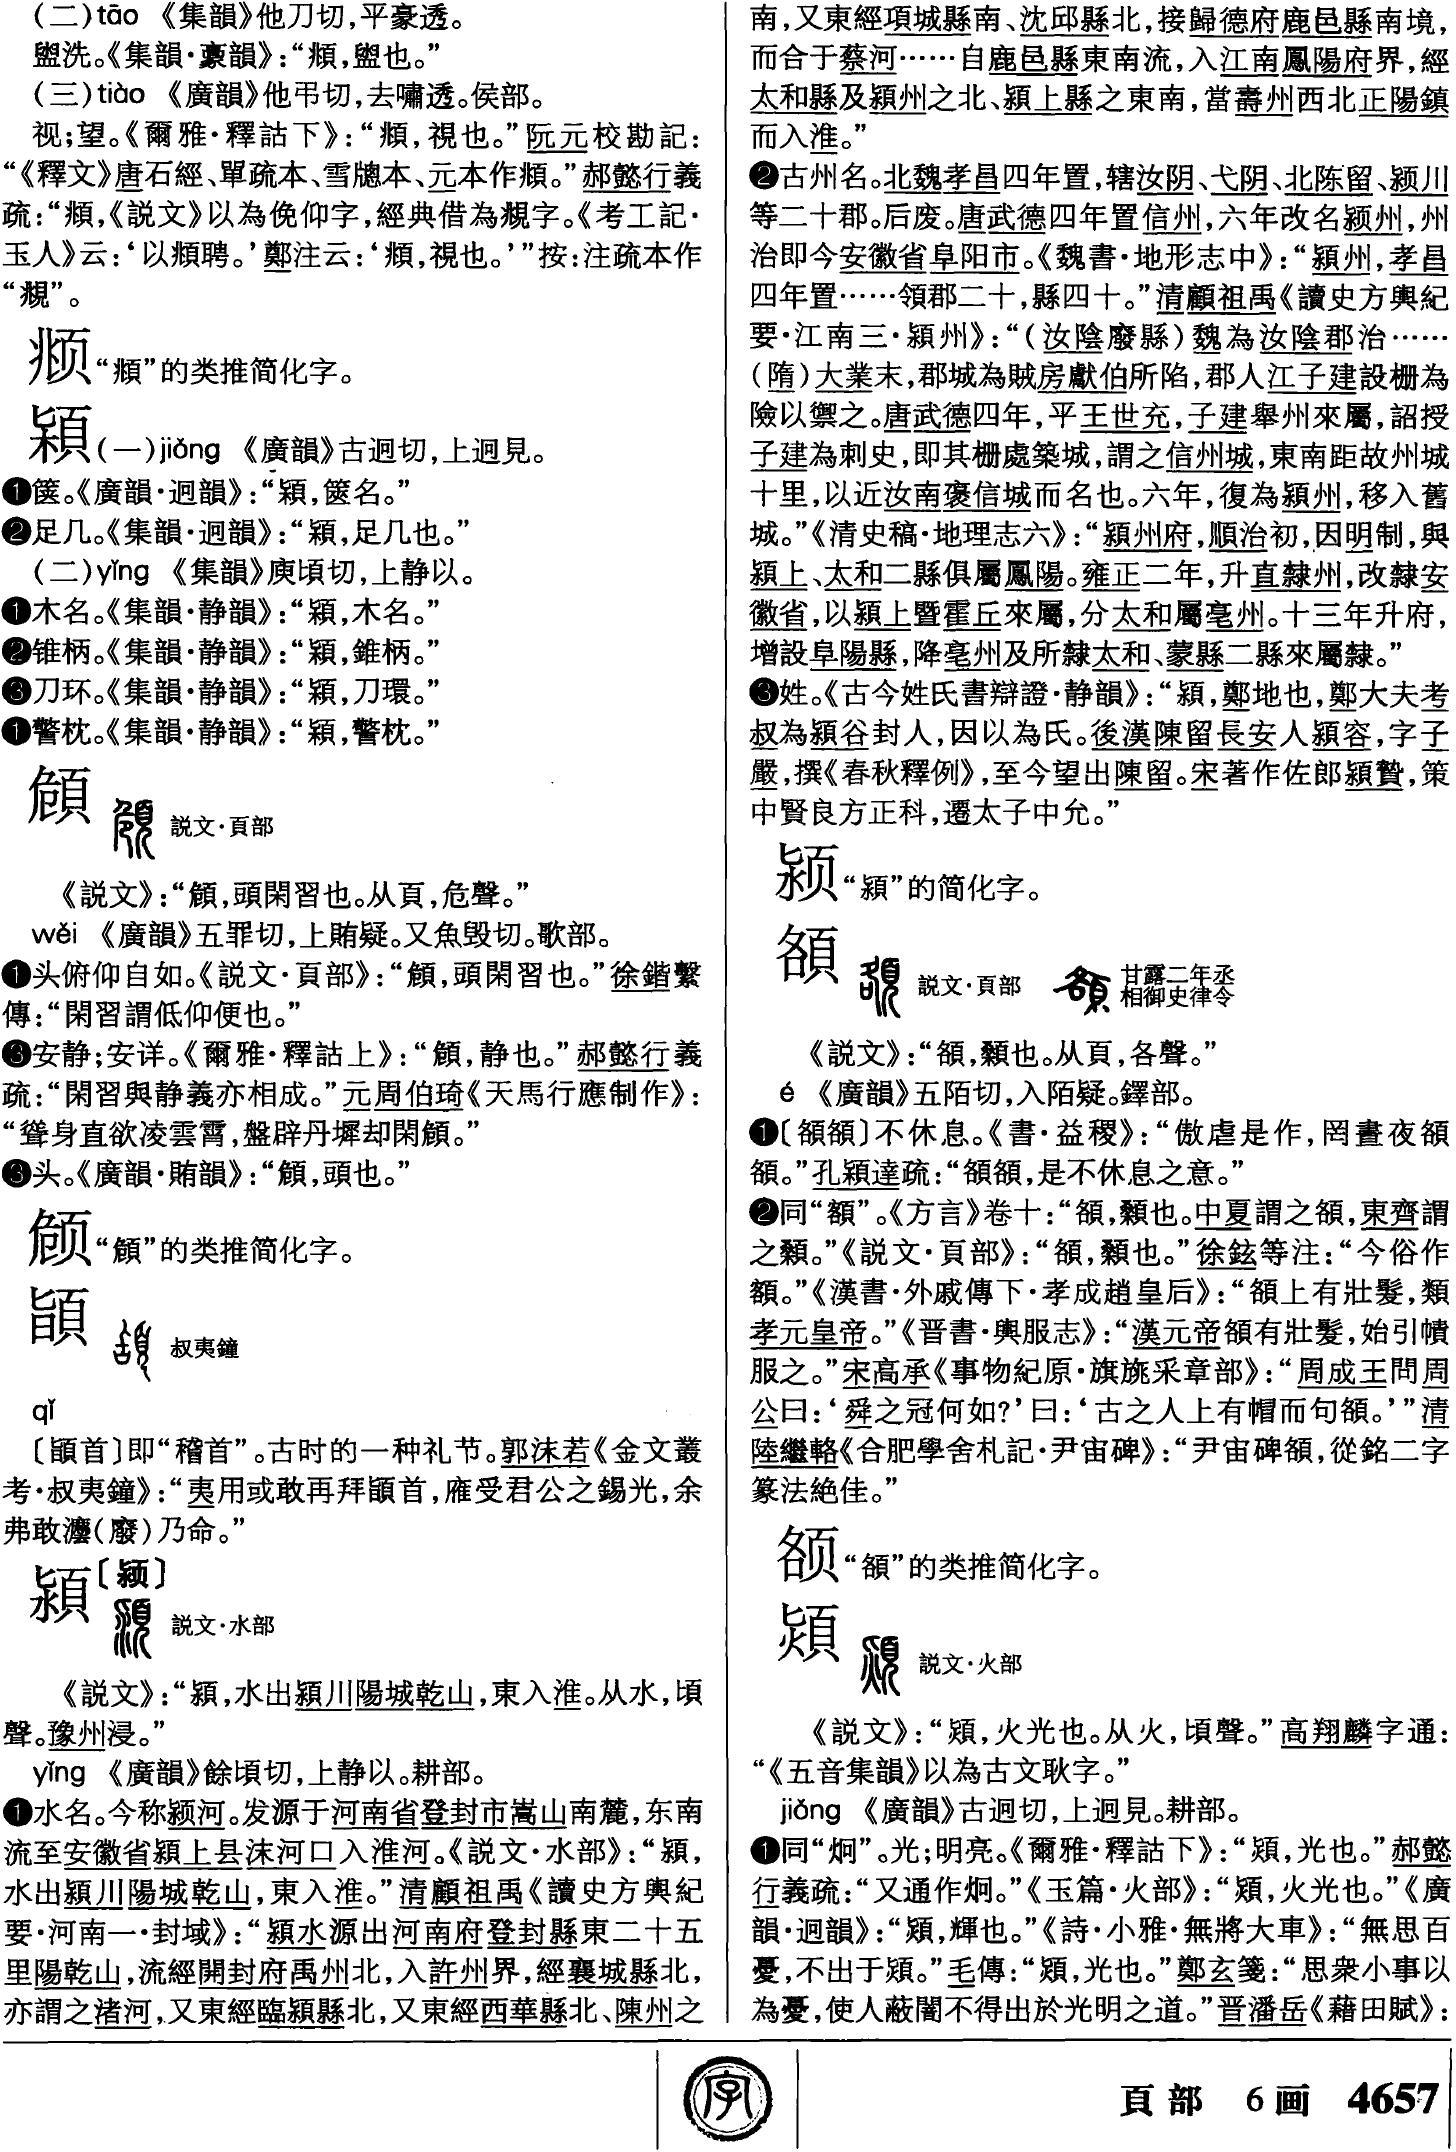 (二)tāo 《集韻》他刀切,平豪透。
盥洗。《集韻·豪韻》:“頫,盥也。”
(三)tiào 《廣韻》他弔切,去嘯透。侯部。
视;望。《爾雅·釋詁下》:“頫,視也。”阮元校勘記:
“《釋文》唐石經、單疏本、雪牕本、元本作頫。”郝懿行義
疏:“頫,《説文》以為俛仰字,經典借為覜字。《考工記·
玉人》云:‘以頫聘。’鄭注云:‘頫,視也。’”按:注疏本作
“覜”。
𫖯“頫”的类推简化字。
熲(一)jiǒng 《廣韻》古迥切,上迥見。
❶箧。《廣韻·迥韻》:“㯋,篋名。”
❷足几。《集韻·迥韻》:“㯋,足几也。”
(二)yǐng 《集韻》庾頃切,上静以。
❶木名。《集韻·静韻》:“㯋,木名。”
❷锥柄。《集韻·静韻》:“㯋,錐柄。”
❸刀环。《集韻·静韻》:“㯋,刀環。”
❶警枕。《集韻·静韻》:“㯋,警枕。”
頠 説文·頁部
《説文》:“頠,頭閑習也。从頁,危聲。”
wěi 《廣韻》五罪切,上賄疑。又魚毁切。歌部。
❶头俯仰自如。《説文·頁部》:“頠,頭閑習也。”徐鍇繫
傳:“閑習謂低仰便也。”
❸安静;安详。《爾雅·釋詁上》:“頠,静也。”郝懿行義
疏:“閑習與静義亦相成。”元周伯琦《天馬行應制作》:
“聳身直欲凌雲霄,盤辟丹墀却閑頠。”
❸头。《廣韻·賄韻》:“頠,頭也。”
𬱟“頠”的类推简化字。
䭫 叔夷鐘
qǐ
〔䭫首〕即“稽首”。古时的一种礼节。郭沫若《金文叢
考·叔夷鐘》:“夷用或敢再拜䭫首,雁受君公之錫光,余
弗敢灋(廢)乃命。”
潁〔颍〕 説文·水部
《説文》:“潁,水出潁川陽城乾山,東入淮。从水,頃
聲。豫州浸。”
yǐng 《廣韻》餘頃切,上静以。耕部。
❶水名。今称颍河。发源于河南省登封市嵩山南麓,东南
流至安徽省颍上县沫河口入淮河。《説文·水部》:“潁,
水出潁川陽城乾山,東入淮。”清顧祖禹《讀史方輿紀
要·河南一·封域》:“潁水源出河南府登封縣東二十五
里陽乾山,流經開封府禹州北,入許州界,經襄城縣北,
亦謂之渚河,又東經臨潁縣北,又東經西華縣北、陳州之
南,又東經項城縣南、沈邱縣北,接歸德府鹿邑縣南境,
而合于蔡河……自鹿邑縣東南流,入江南鳳陽府界,經
太和縣及潁州之北、潁上縣之東南,當壽州西北正陽鎮
而入淮。”
❷古州名。北魏孝昌四年置,辖汝阴、弋阴、北陈留、颍川
等二十郡。后废。唐武德四年置信州,六年改名颍州,州
治即今安徽省阜阳市。《魏書·地形志中》:“潁州,孝昌
四年置……領郡二十,縣四十。”清顧祖禹《讀史方輿紀
要·江南三·潁州》:“(汝陰廢縣)魏為汝陰郡治……
(隋)大業末,郡城為賊房獻伯所陷,郡人江子建設柵為
險以禦之。唐武德四年,平王世充,子建舉州來屬,詔授
子建為刺史,即其柵處築城,謂之信州城,東南距故州城
十里,以近汝南褒信城而名也。六年,復為潁州,移入舊
城。”《清史稿·地理志六》:“潁州府,順治初,因明制,與
潁上、太和二縣俱屬鳳陽。雍正二年,升直隸州,改隸安
徽省,以潁上暨霍丘來屬,分太和屬亳州。十三年升府,
增設阜陽縣,降亳州及所隸太和、蒙縣二縣來屬隸。”
❸姓。《古今姓氏書辯證·静韻》:“潁,鄭地也,鄭大夫考
叔為潁谷封人,因以為氏。後漢陳留長安人潁容,字子
嚴,撰《春秋釋例》,至今望出陳留。宋著作佐郎潁贄,策
中賢良方正科,遷太子中允。”
颍“潁”的简化字。
頟 説文·頁部 甘露二年丞
相御史律令
《説文》:“頟,顙也。从頁,各聲。”
é 《廣韻》五陌切,入陌疑。鐸部。
❶〔頟頟〕不休息。《書·益稷》:“傲虐是作,罔晝夜頟
頟。”孔穎達疏:“頟頟,是不休息之意。”
❷同“額”。《方言》卷十:“頟,顙也。中夏謂之頟,東齊謂
之顙。”《説文·頁部》:“頟,顙也。”徐鉉等注:“今俗作
額。”《漢書·外戚傳下·孝成趙皇后》:“頟上有壯髮,類
孝元皇帝。”《晋書·輿服志》:“漢元帝頟有壯髮,始引幘
服之。”宋高承《事物紀原·旗旐采章部》:“周成王問周
公曰:‘舜之冠何如?’曰:‘古之人上有帽而句頟。’”清
陸繼輅《合肥學舍札記·尹宙碑》:“尹宙碑頟,從銘二字
篆法絶佳。”
“頟”的类推简化字。
熲 説文·火部
《説文》:“熲,火光也。从火,頃聲。”高翔麟字通:
“《五音集韻》以為古文耿字。”
jiǒng 《廣韻》古迥切,上迥見。耕部。
❶同“炯”。光;明亮。《爾雅·釋詁下》:“熲,光也。”郝懿
行義疏:“又通作炯。”《玉篇·火部》:“熲,火光也。”《廣
韻·迥韻》:“熲,輝也。”《詩·小雅·無將大車》:“無思百
憂,不出于熲。”毛傳:“熲,光也。”鄭玄箋:“思衆小事以
為憂,使人蔽闇不得出於光明之道。”晋潘岳《藉田賦》:
字
頁部 6画 4657